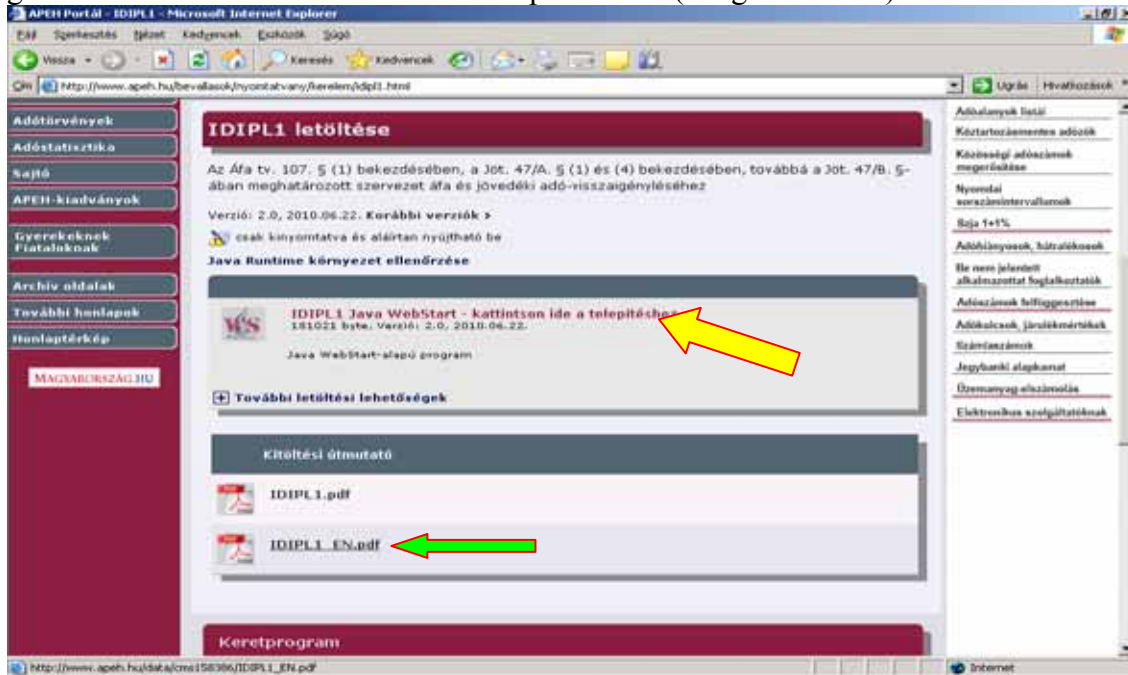 APEH Portál - IDIPL1 - Microsoft Internet Explorer
Fájl Szerkesztés Nézet Kedvencek Eszközök Súgó
Vissza Keresés Kedvencek
Cím http://www.apeh.hu/bevallasok/nyomtatvany/kerelem/idipl1.html Ugrás Hivatkozások
Adótörvények
Adóstatisztika
Sajtó
APEH-kiadványok
Gyerekeknek
Fiataloknak
Archív oldalak
További honlapok
Honlaptérkép
MAGYARORSZÁG.HU
IDIPL1 letöltése
Az Áfa tv. 107. § (1) bekezdésében, a Jöt. 47/A. § (1) és (4) bekezdésében, továbbá a Jöt. 47/B. §-
ában meghatározott szervezet áfa és jövedéki adó-visszaigényléséhez
Verzió: 2.0, 2010.06.22. Korábbi verziók >
csak kinyomtatva és aláírtan nyújtható be
Java Runtime környezet ellenőrzése
IDIPL1 Java WebStart - kattintson ide a telepítéshez
181021 byte, Verzió: 2.0, 2010.06.22.
Java WebStart-alapú program
További letöltési lehetőségek
Kitöltési útmutató
IDIPL1.pdf
IDIPL1_EN.pdf
Keretprogram
Adóalanyok listái
Köztartozásmentes adózók
Közösségi adószámok
megerősítése
Nyomdai
sorszámintervallumok
Szja 1+1%
Adóhiányosok, hátralékosok
Be nem jelentett
alkalmazottat foglalkoztatók
Adószámok felfüggesztése
Adókulcsok, járulékmértékek
Számlaszámok
Jegybanki alapkamat
Üzemanyag elszámolás
Elektronikus szolgáltatóknak
http://www.apeh.hu/data/cms158386/IDIPL1_EN.pdf Internet